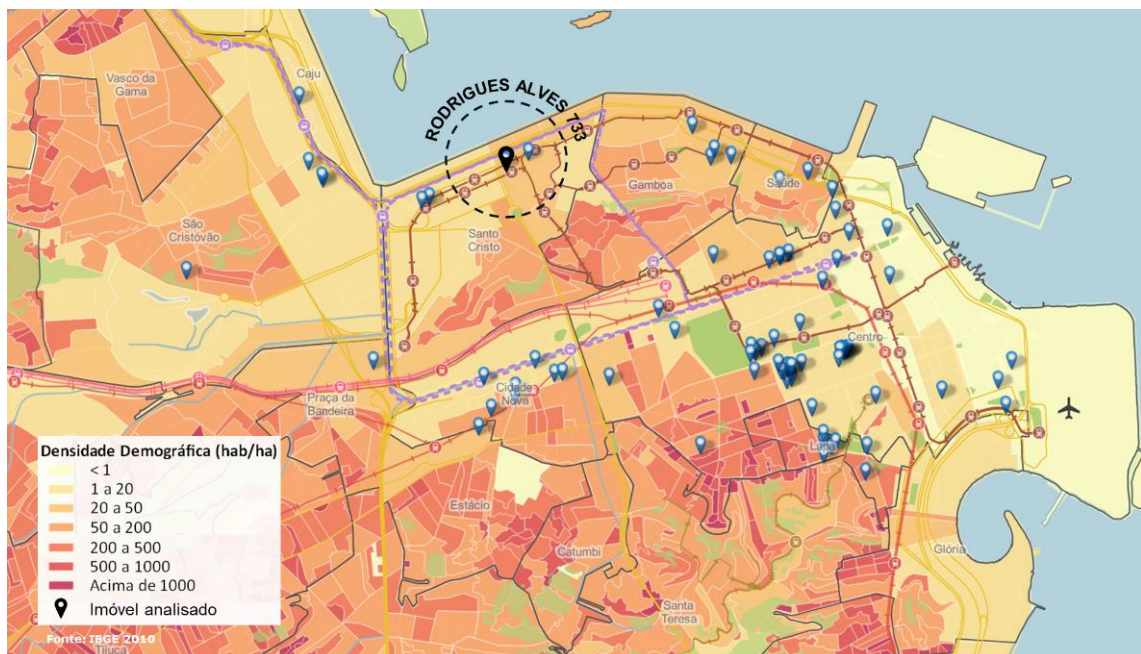 Vasco da
Gama
Caju
RODRIGUES ALVES 733
Gamboa
Saúde
São
Cristóvão
Santo
Cristo
Centro
Praça da
Bandeira
Cidade
Nova
Lapa
Estácio
Catumbi
Glória
Santa
Teresa
Tijuca
Densidade Demográfica (hab/ha)
< 1
1 a 20
20 a 50
50 a 200
200 a 500
500 a 1000
Acima de 1000
Imóvel analisado
Fonte: IBGE 2010